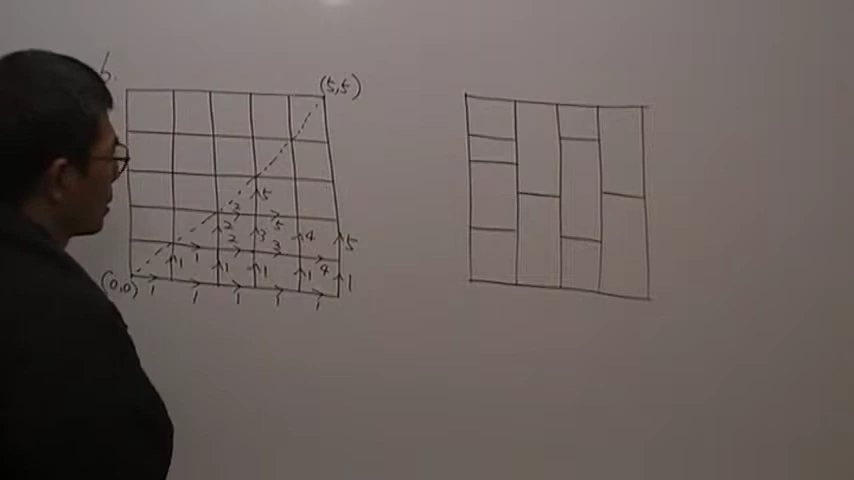 b.
(5,5)
5
2 5
2 3 4 5
1 1 2 3 4
1 1 1 1
(0,0) 1 1 1 1 1